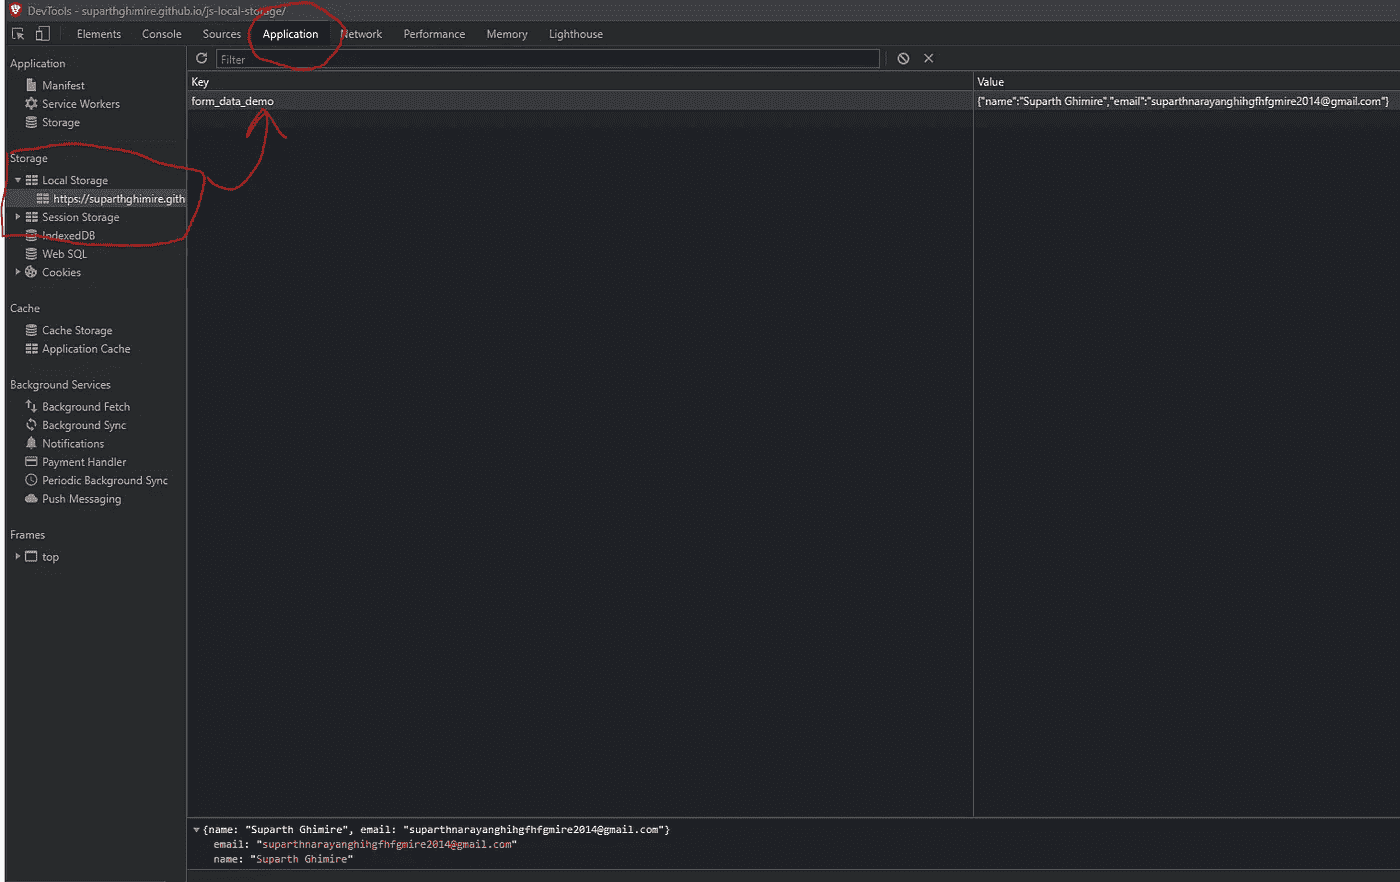 DevTools - suparthghimire.github.io/js-local-storage/
Elements Console Sources Application Network Performance Memory Lighthouse
Application
Manifest
Service Workers
Storage
Storage
Local Storage
https://suparthghimire.gith
Session Storage
IndexedDB
Web SQL
Cookies
Cache
Cache Storage
Application Cache
Background Services
Background Fetch
Background Sync
Notifications
Payment Handler
Periodic Background Sync
Push Messaging
Frames
top
Filter
Key Value
form_data_demo {"name":"Suparth Ghimire","email":"suparthnarayanghihgfhfgmire2014@gmail.com"}
{name: "Suparth Ghimire", email: "suparthnarayanghihgfhfgmire2014@gmail.com"}
email: "suparthnarayanghihgfhfgmire2014@gmail.com"
name: "Suparth Ghimire"